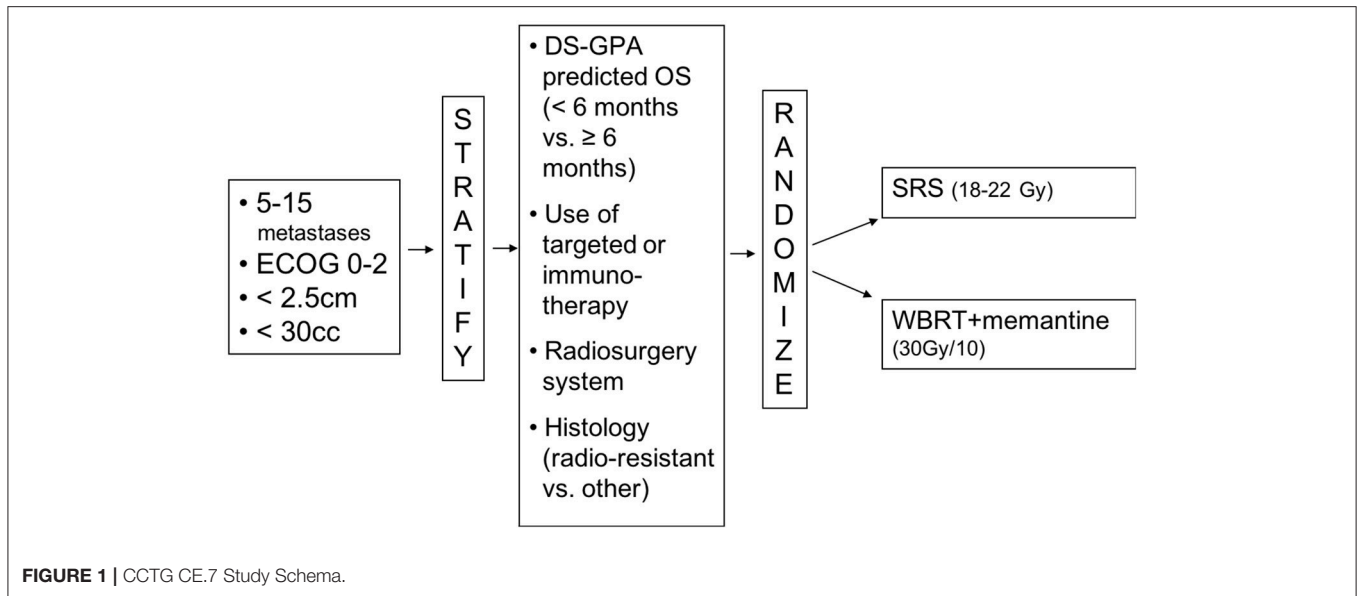 • 5-15
metastases
• ECOG 0-2
• < 2.5cm
• < 30cc
S
T
R
A
T
I
F
Y
• DS-GPA
predicted OS
(< 6 months
vs. ≥ 6
months)
• Use of
targeted or
immuno-
therapy
• Radiosurgery
system
• Histology
(radio-resistant
vs. other)
R
A
N
D
O
M
I
Z
E
SRS (18-22 Gy)
WBRT+memantine
(30Gy/10)
FIGURE 1 | CCTG CE.7 Study Schema.